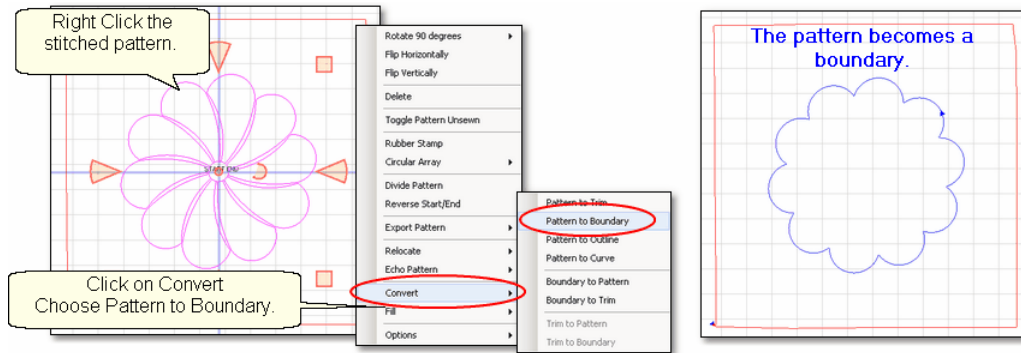 Right Click the
stitched pattern.
START END
Click on Convert
Choose Pattern to Boundary.
Rotate 90 degrees
Flip Horizontally
Flip Vertically
Delete
Toggle Pattern Unsewn
Rubber Stamp
Circular Array
Divide Pattern
Reverse Start/End
Export Pattern
Relocate
Echo Pattern
Convert
Fill
Options
Pattern to Trim
Pattern to Boundary
Pattern to Outline
Pattern to Curve
Boundary to Pattern
Boundary to Trim
Trim to Pattern
Trim to Boundary
The pattern becomes a
boundary.